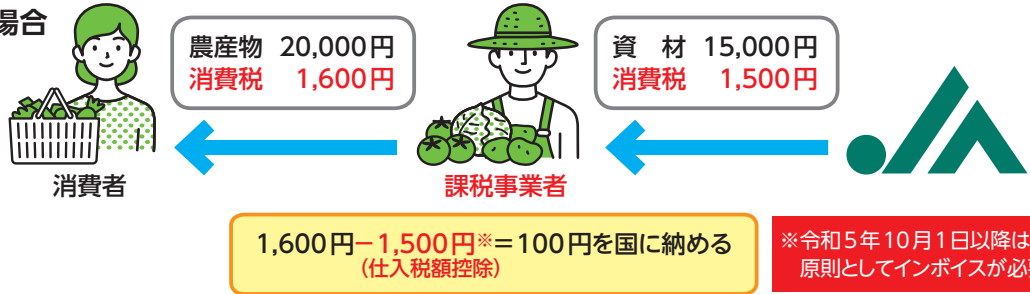 場合
農産物 20,000円
消費税 1,600円
資 材 15,000円
消費税 1,500円
消費者
課税事業者
1,600円－1,500円※＝100円を国に納める
(仕入税額控除)
※令和5年10月1日以降は
原則としてインボイスが必